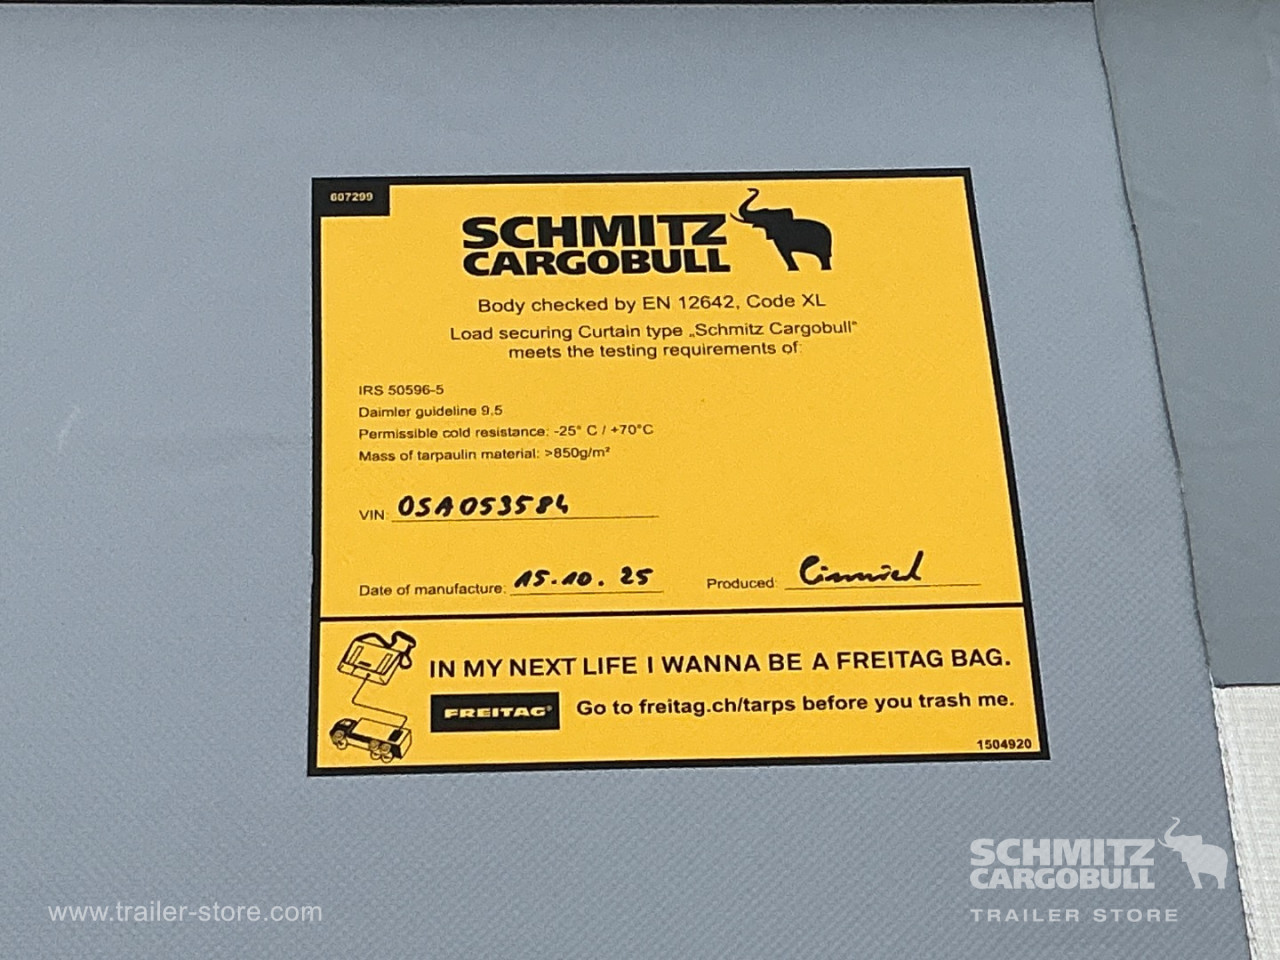 607299
SCHMITZ
CARGOBULL
Body checked by EN 12642, Code XL
Load securing Curtain type „Schmitz Cargobull“
meets the testing requirements of:
IRS 50596-5
Daimler guideline 9.5
Permissible cold resistance: -25° C / +70°C
Mass of tarpaulin material: >850g/m²
VIN: 0SA053584
Date of manufacture: 15.10.25 Produced:
IN MY NEXT LIFE I WANNA BE A FREITAG BAG.
FREITAG® Go to freitag.ch/tarps before you trash me.
1504920
SCHMITZ
CARGOBULL
TRAILER STORE
www.trailer-store.com